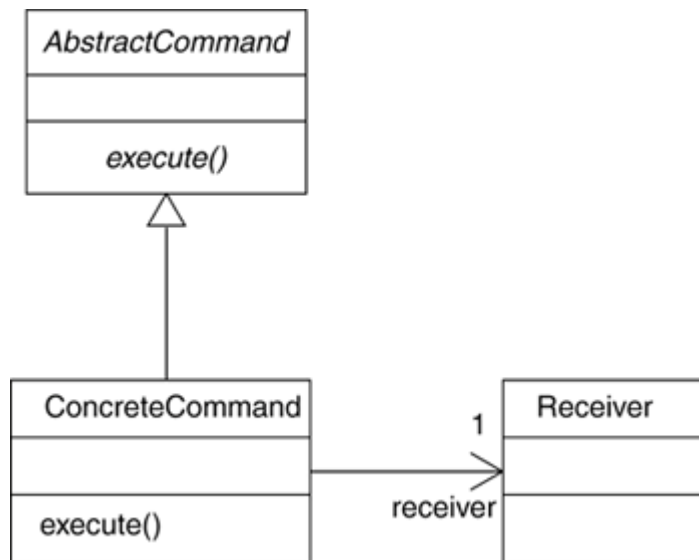 AbstractCommand
execute()
ConcreteCommand
Receiver
1
receiver
execute()